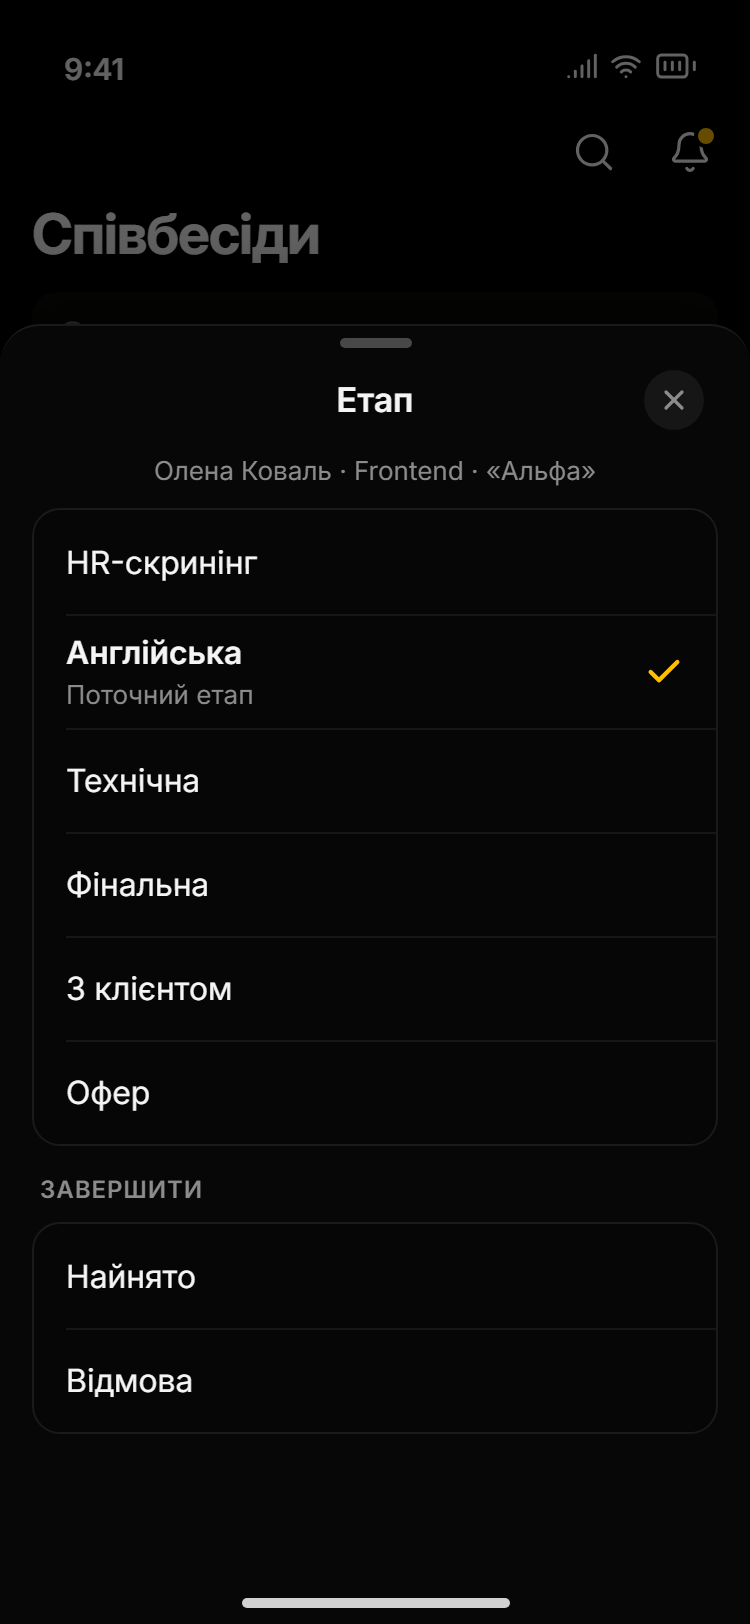 9:41
Співбесіди
Етап
Олена Коваль · Frontend · «Альфа»
HR-скринінг
Англійська
Поточний етап
Технічна
Фінальна
З клієнтом
Офер
ЗАВЕРШИТИ
Найнято
Відмова